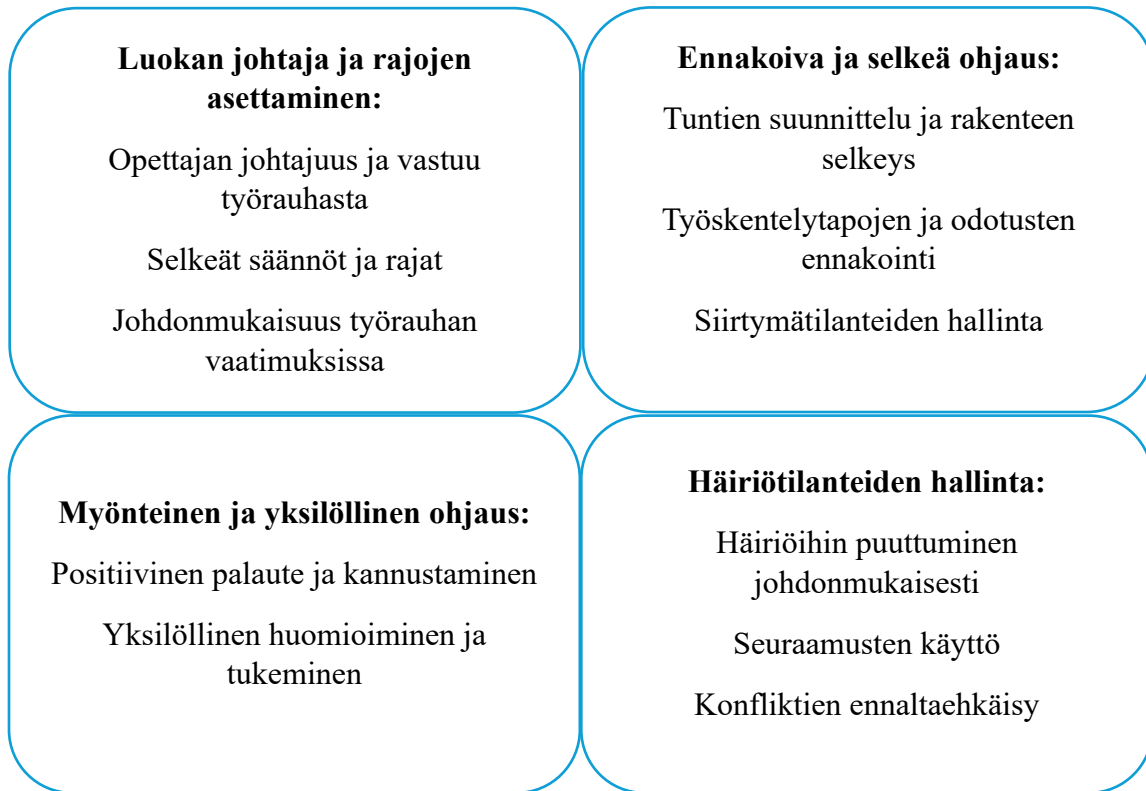 Luokan johtaja ja rajojen
asettaminen:
Opettajan johtajuus ja vastuu
työrauhasta
Selkeät säännöt ja rajat
Johdonmukaisuus työrauhan
vaatimuksissa
Ennakoiva ja selkeä ohjaus:
Tuntien suunnittelu ja rakenteen
selkeys
Työskentelytapojen ja odotusten
ennakointi
Siirtymätilanteiden hallinta
Myönteinen ja yksilöllinen ohjaus:
Positiivinen palaute ja kannustaminen
Yksilöllinen huomioiminen ja
tukeminen
Häiriötilanteiden hallinta:
Häiriöihin puuttuminen
johdonmukaisesti
Seuraamusten käyttö
Konfliktien ennaltaehkäisy